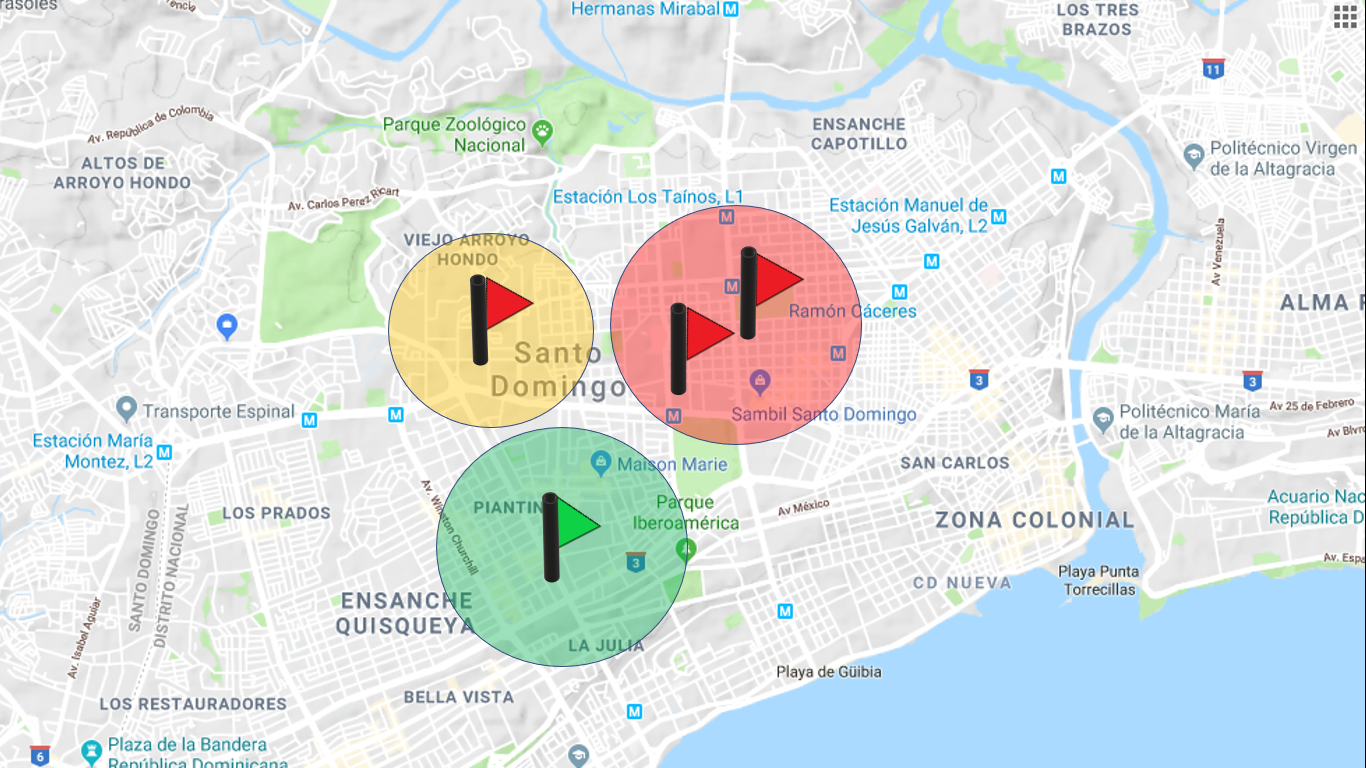 rasoles
Hermanas Mirabal M
LOS TRES
BRAZOS
11
Av. República de Colombia
Parque Zoológico
Nacional
ENSANCHE
CAPOTILLO
Politécnico Virgen
de la Altagracia
ALTOS DE
ARROYO HONDO
M
Av. Carlos Perez Ricart
Estación Los Taínos, L1
M
Estación Manuel de
Jesús Galván, L2 M
VIEJO ARROYO
HONDO
Av. Venezuela
M
M
M
Ramón Cáceres
ALMA R
Santo
Domingo
M
3
3
Transporte Espinal
M
M
M
Sambil Santo Domingo
Av 25 de Febrero
Politécnico María
de la Altagracia
Av Blvr
Estación María
Montez, L2 M
Maison Marie
SAN CARLOS
Av. Winston Churchill
PIANTIN
Parque
Iberoamérica
Av México
Acuario Nac
República D
LOS PRADOS
ZONA COLONIAL
SANTO DOMINGO
DISTRITO NACIONAL
3
Av. Espa
Playa Punta
Torrecillas
CD NUEVA
ENSANCHE
QUISQUEYA
M
Av. Isabel Aguiar
LA JULIA
Playa de Güibia
BELLA VISTA
LOS RESTAURADORES
M
6
Plaza de la Bandera
República Dominicana